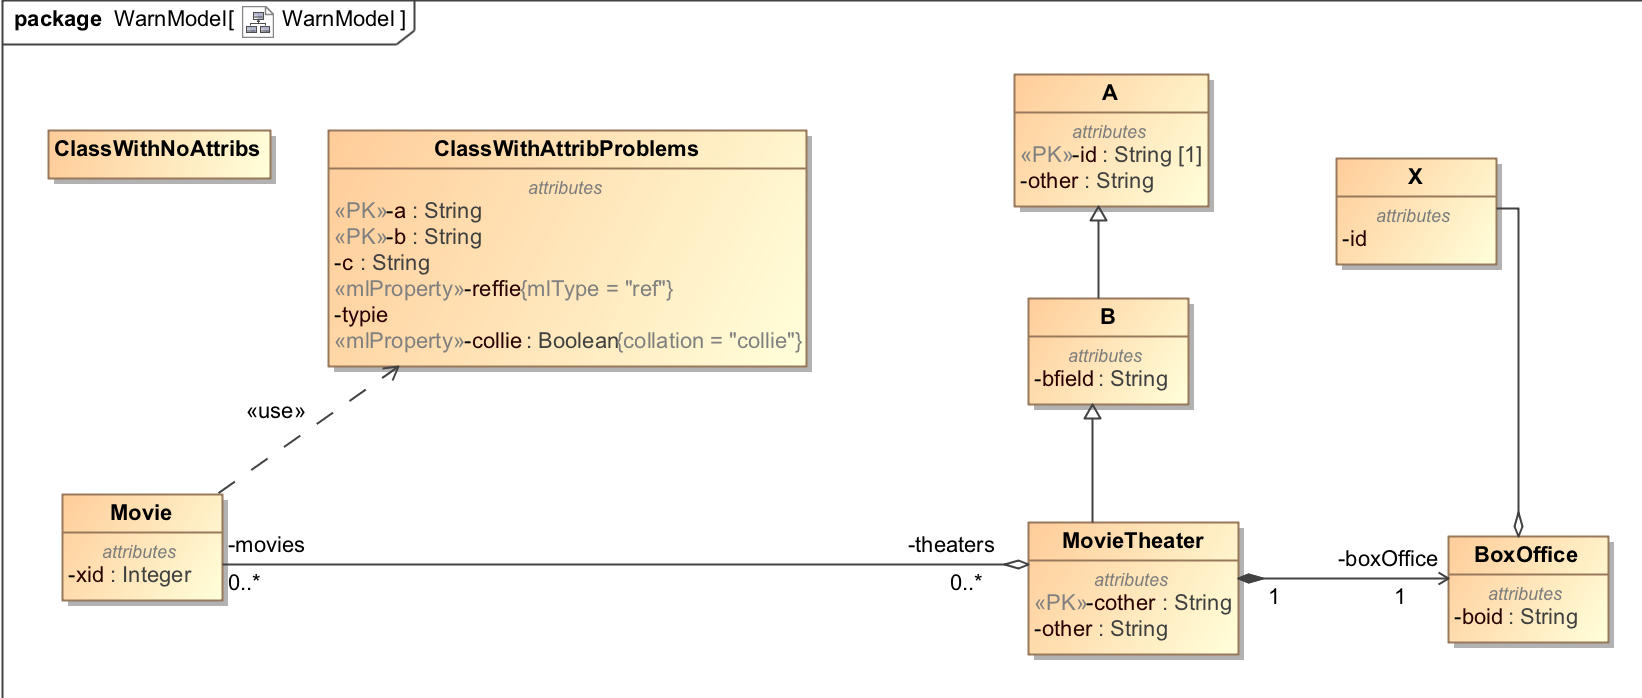 package WarnModel[ WarnModel ]
ClassWithNoAttribs
ClassWithAttribProblems
attributes
«PK»-a : String
«PK»-b : String
-c : String
«mlProperty»-reffie{mlType = "ref"}
-typie
«mlProperty»-collie : Boolean{collation = "collie"}
A
attributes
«PK»-id : String [1]
-other : String
X
attributes
-id
B
attributes
-bfield : String
«use»
Movie
attributes
-xid : Integer
-movies
0..*
-theaters
0..*
MovieTheater
attributes
«PK»-cother : String
-other : String
1
-boxOffice
1
BoxOffice
attributes
-boid : String